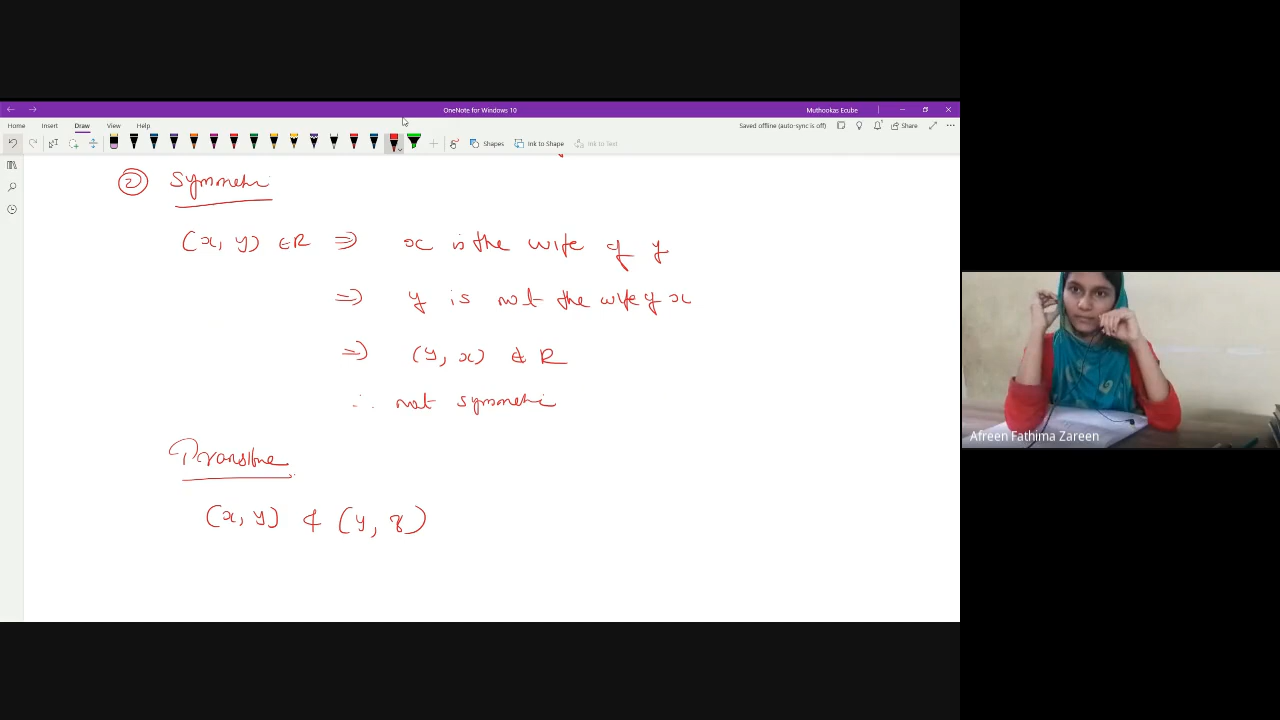 OneNote for Windows 10
Muthookas Ecube
Home Insert Draw View Help
Saved offline (auto-sync is off) Share
Shapes Ink to Shape Ink to Text
② Symmetric
(x, y) ∈R ⇒ x is the wife of y
⇒ y is not the wife of x
⇒ (y, x) ∉ R
∴ not symmetric
Transitive
(x, y) & (y, z)
Afreen Fathima Zareen